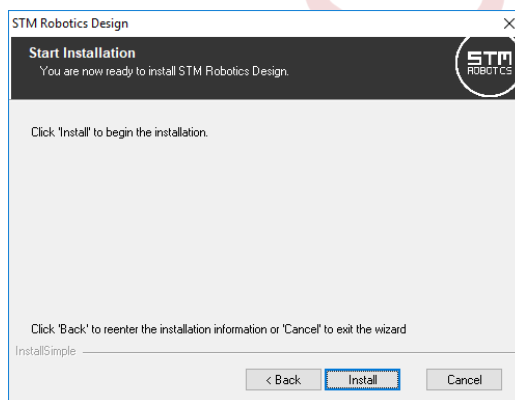 STM Robotics Design
Start Installation
You are now ready to install STM Robotics Design.
STM
ROBOTCS
Click 'Install' to begin the installation.
Click 'Back' to reenter the installation information or 'Cancel' to exit the wizard
InstallSimple
< Back
Install
Cancel